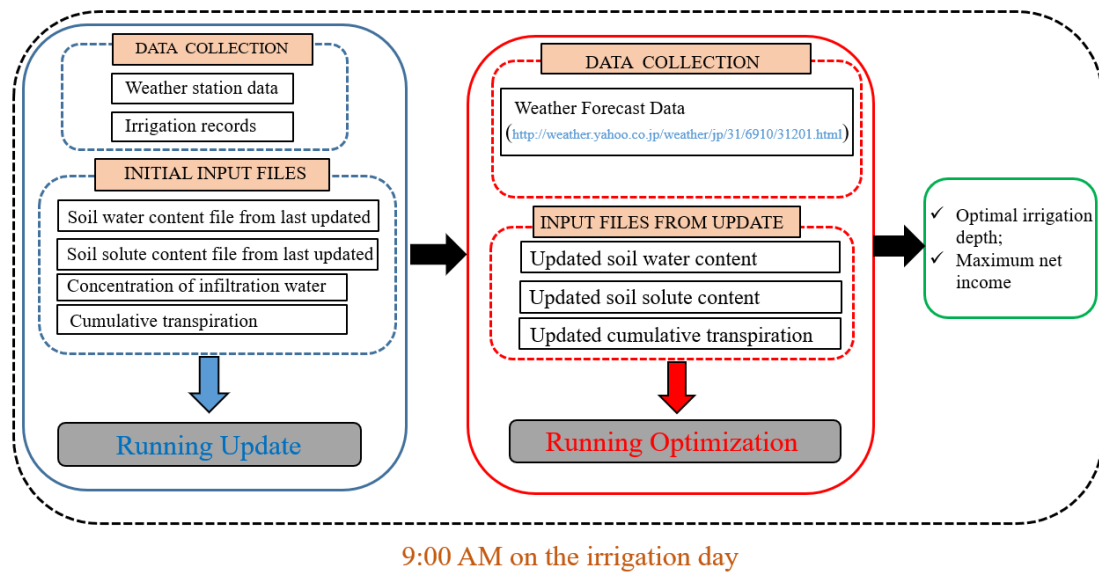 DATA COLLECTION
Weather station data
Irrigation records
INITIAL INPUT FILES
Soil water content file from last updated
Soil solute content file from last updated
Concentration of infiltration water
Cumulative transpiration
Running Update
DATA COLLECTION
Weather Forecast Data
(http://weather.yahoo.co.jp/weather/jp/31/6910/31201.html)
INPUT FILES FROM UPDATE
Updated soil water content
Updated soil solute content
Updated cumulative transpiration
Running Optimization
✓ Optimal irrigation
depth;
✓ Maximum net
income
9:00 AM on the irrigation day